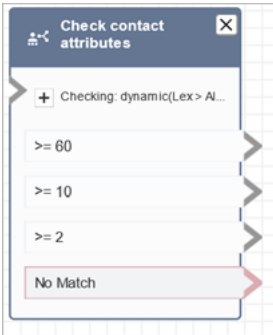 Check contact
attributes
Checking: dynamic(Lex > Al...
>= 60
>= 10
>= 2
No Match